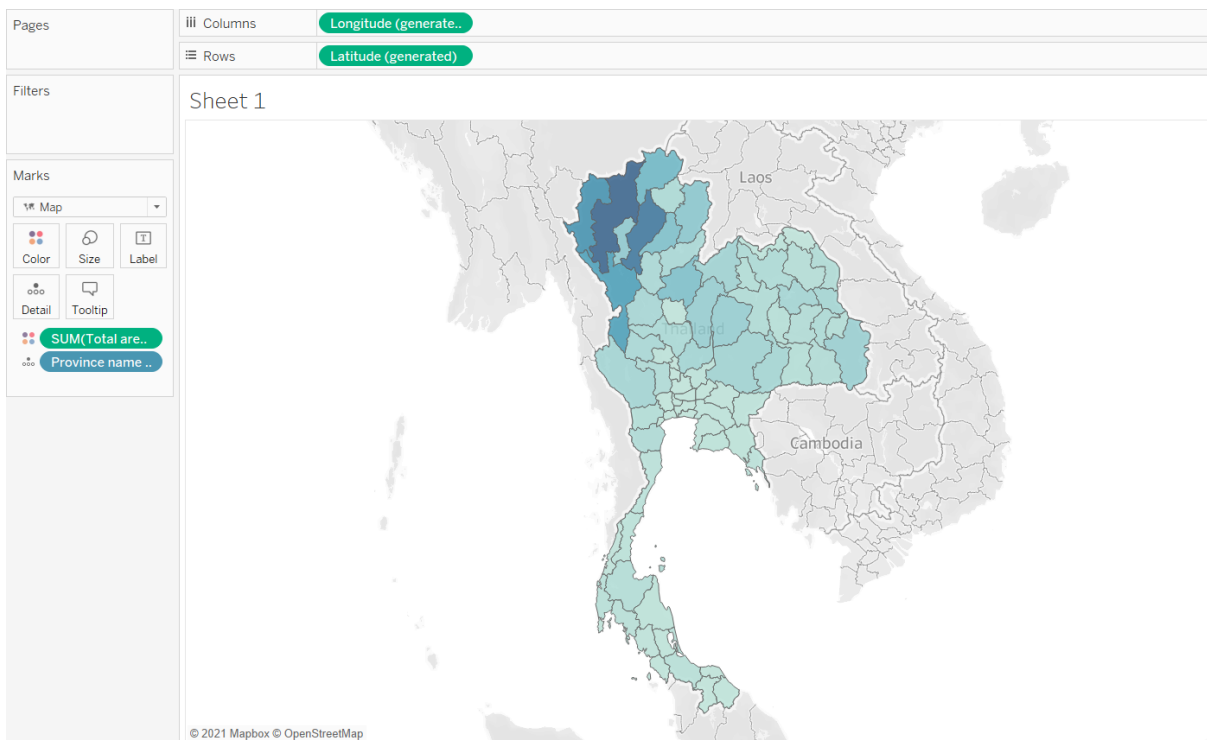 Pages
iii Columns
Longitude (generate..
Rows
Latitude (generated)
Filters
Sheet 1
Marks
Map
Color
Size
Label
Detail
Tooltip
SUM(Total are..
Province name ..
Laos
Thailand
Cambodia
© 2021 Mapbox © OpenStreetMap